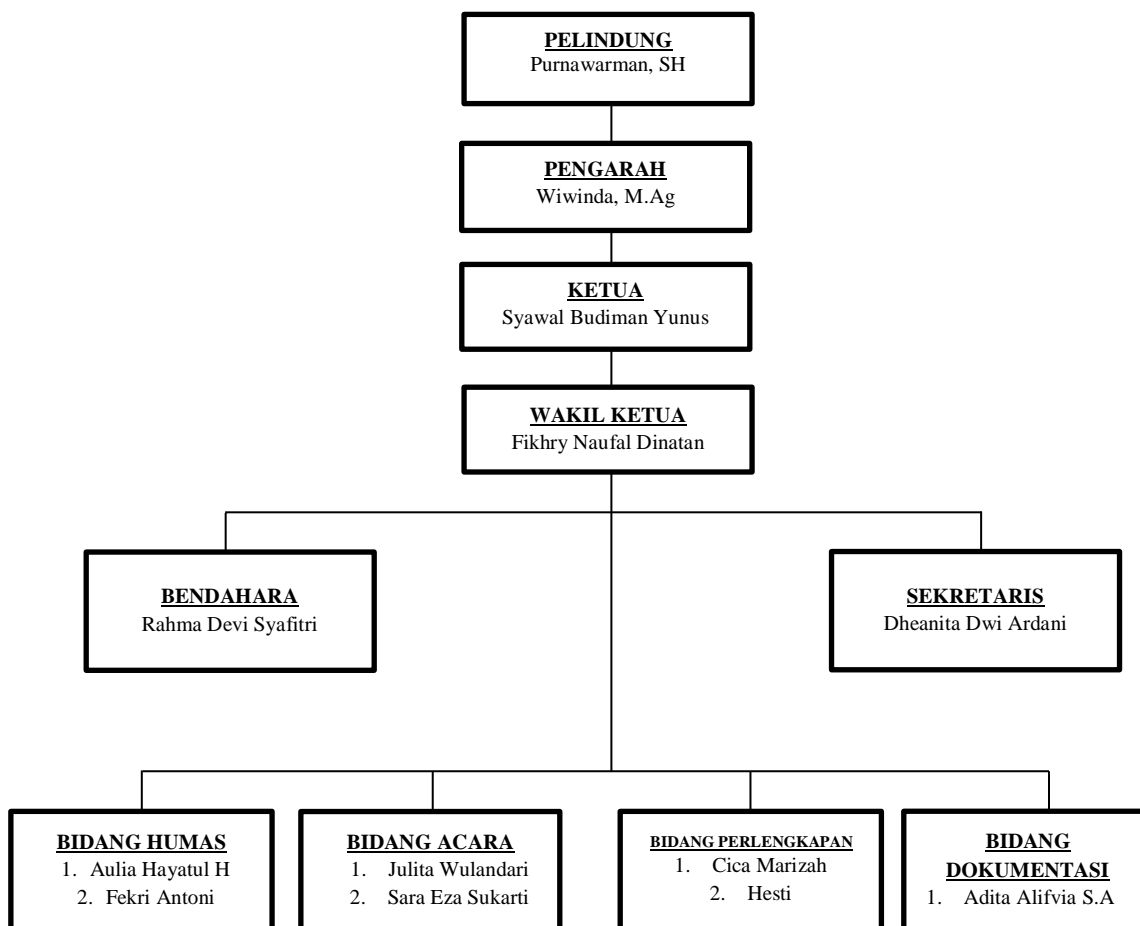 PELINDUNG
Purnawarman, SH
PENGARAH
Wiwinda, M.Ag
KETUA
Syawal Budiman Yunus
WAKIL KETUA
Fikhry Naufal Dinatan
BENDAHARA
Rahma Devi Syafitri
SEKRETARIS
Dheanita Dwi Ardani
BIDANG HUMAS
1. Aulia Hayatul H
2. Fekri Antoni
BIDANG ACARA
1. Julita Wulandari
2. Sara Eza Sukarti
BIDANG PERLENGKAPAN
1. Cica Marizah
2. Hesti
BIDANG
DOKUMENTASI
1. Adita Alifvia S.A